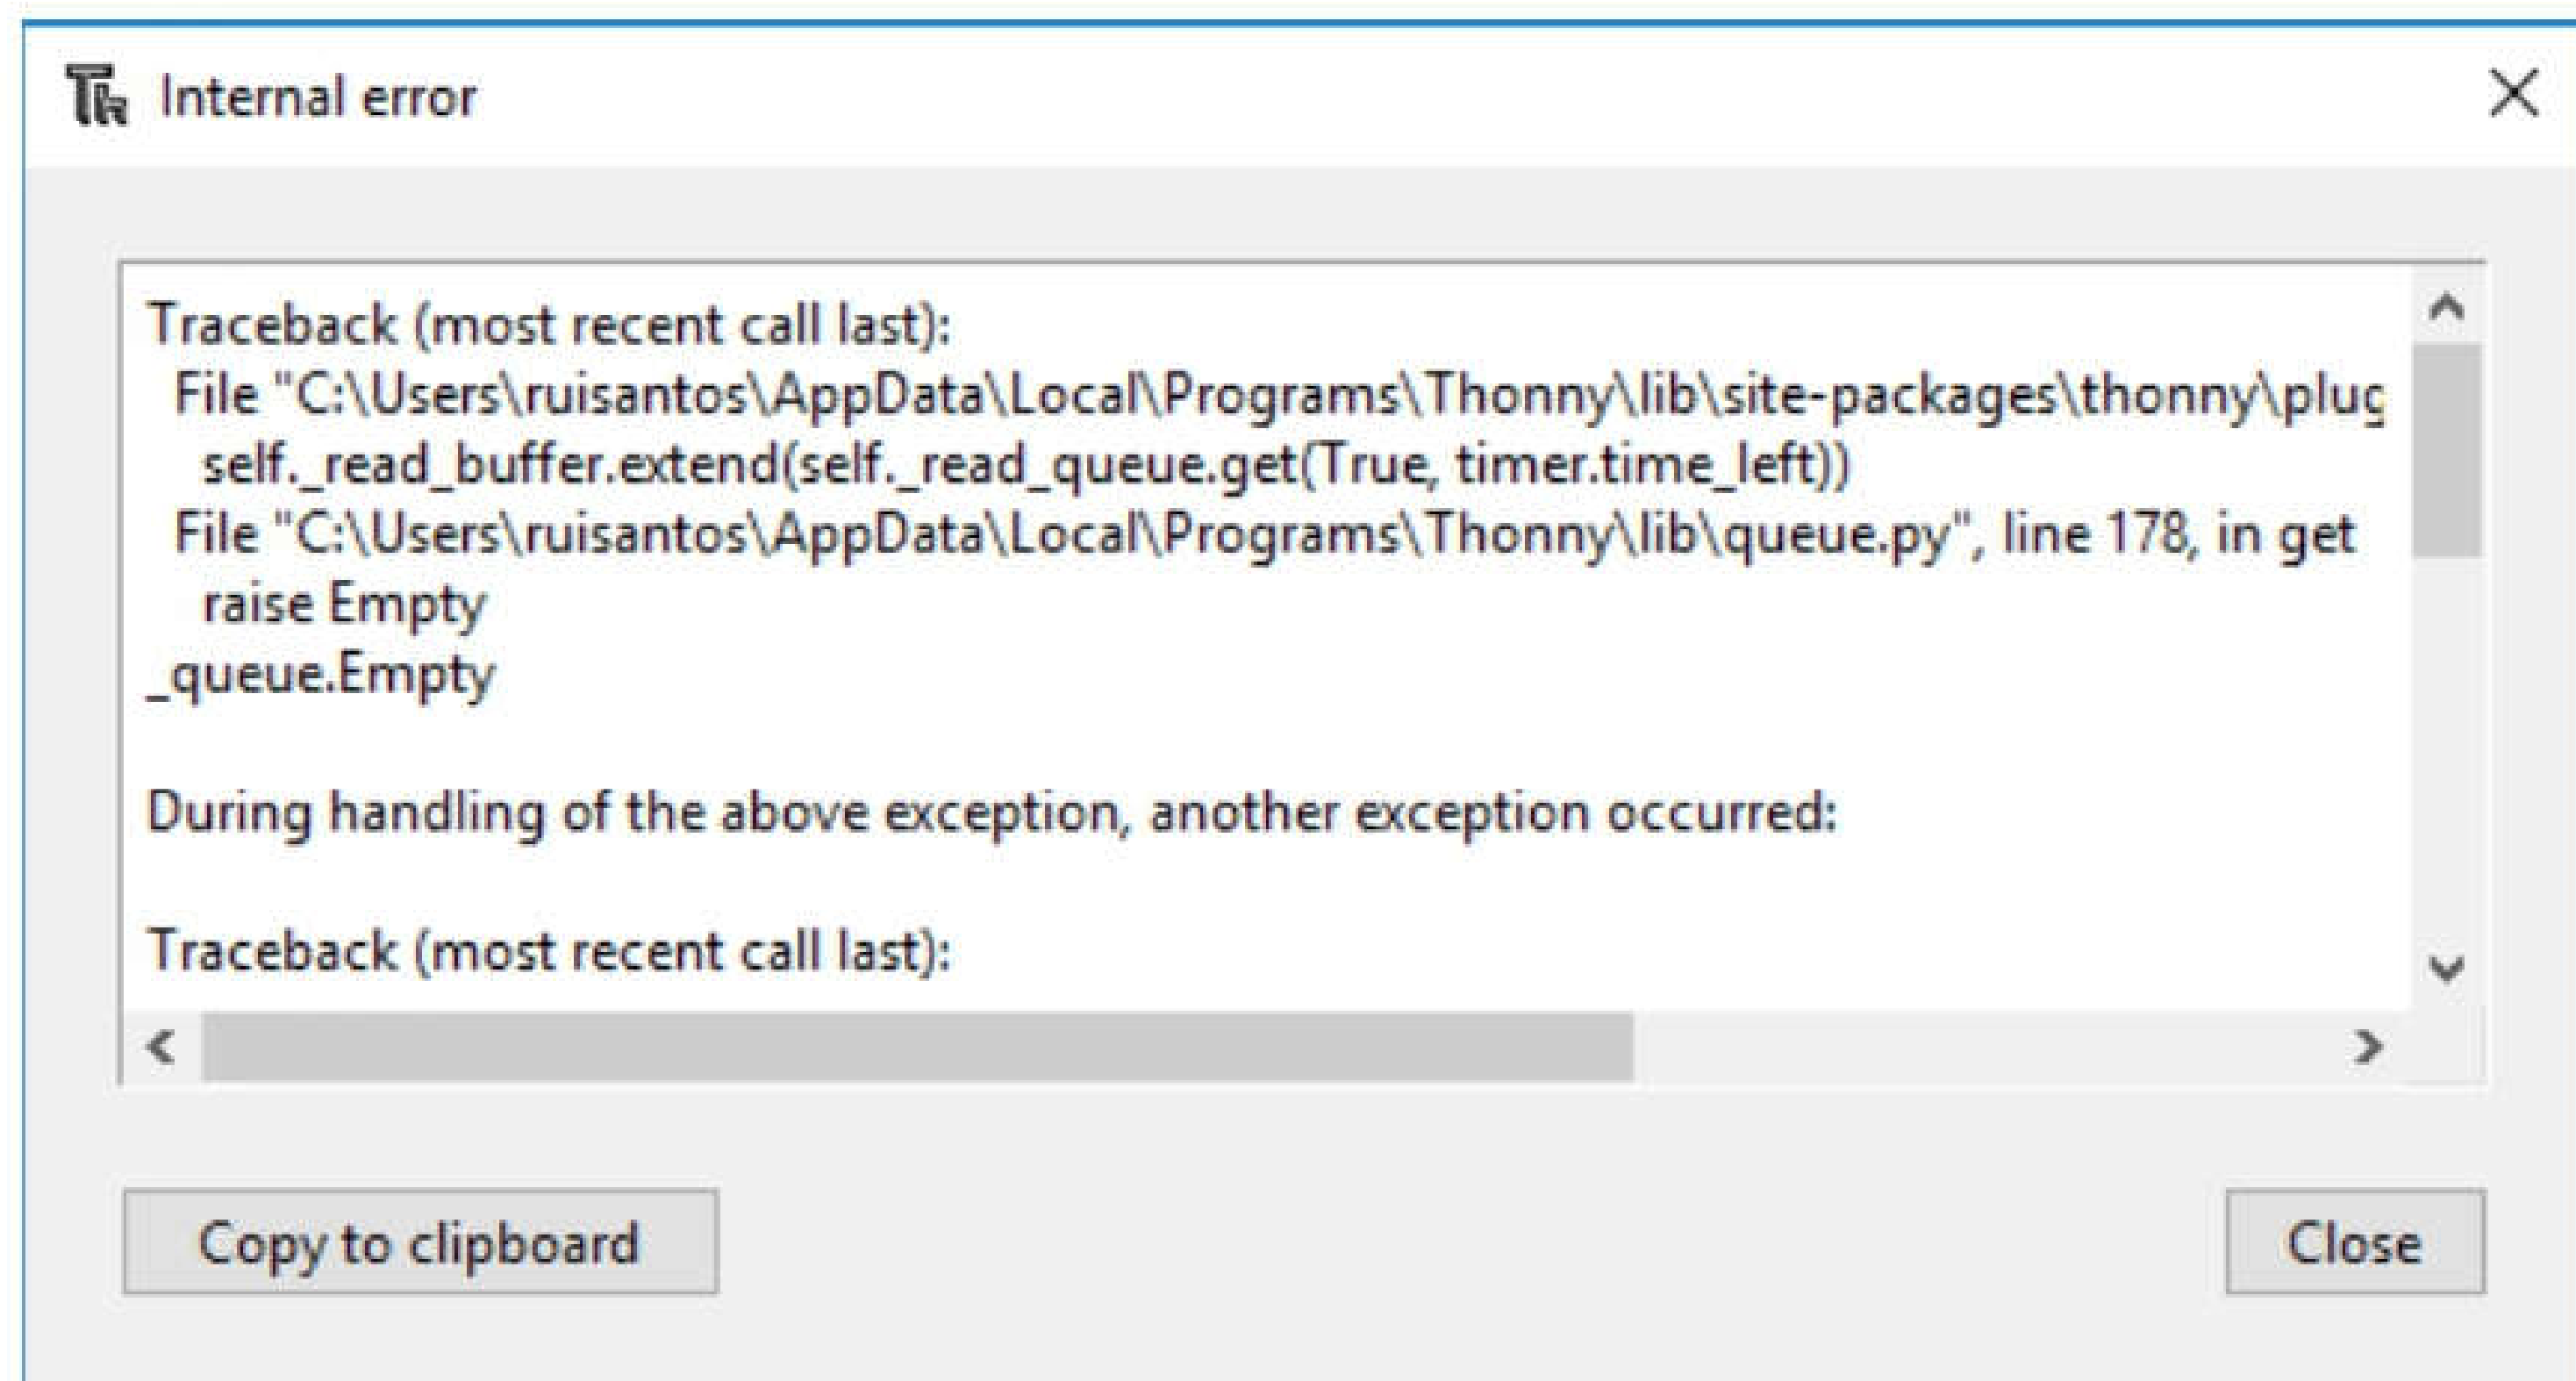 Internal error
Traceback (most recent call last):
File "C:\Users\ruisantos\AppData\Local\Programs\Thonny\lib\site-packages\thonny\plug
self._read_buffer.extend(self._read_queue.get(True, timer.time_left))
File "C:\Users\ruisantos\AppData\Local\Programs\Thonny\lib\queue.py", line 178, in get
raise Empty
_queue.Empty
During handling of the above exception, another exception occurred:
Traceback (most recent call last):
Copy to clipboard
Close